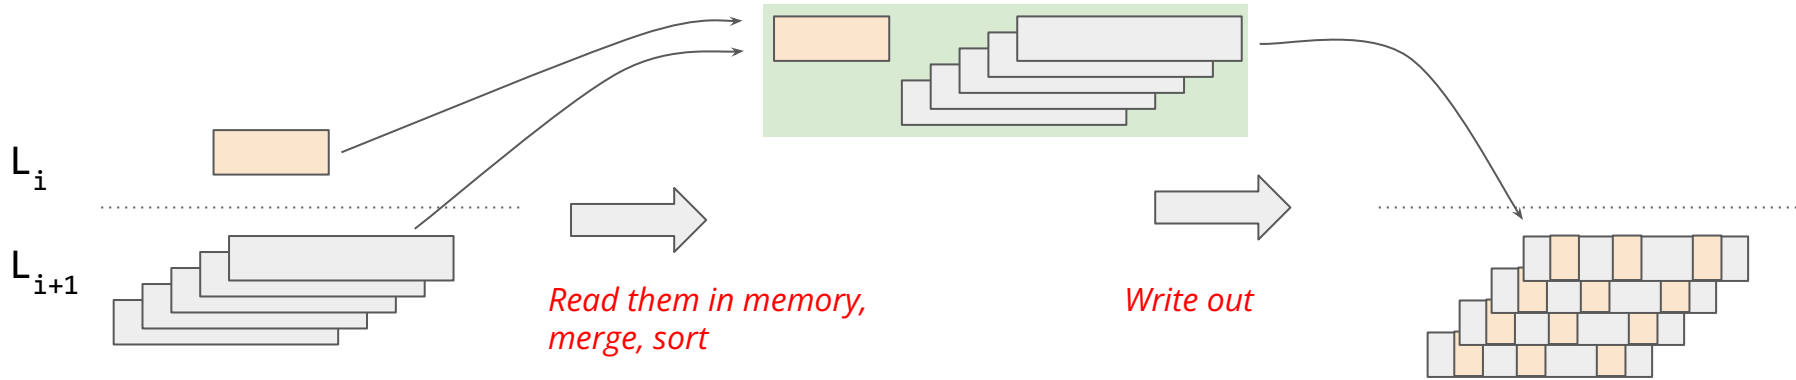 Li
Li+1
Read them in memory,
merge, sort
Write out